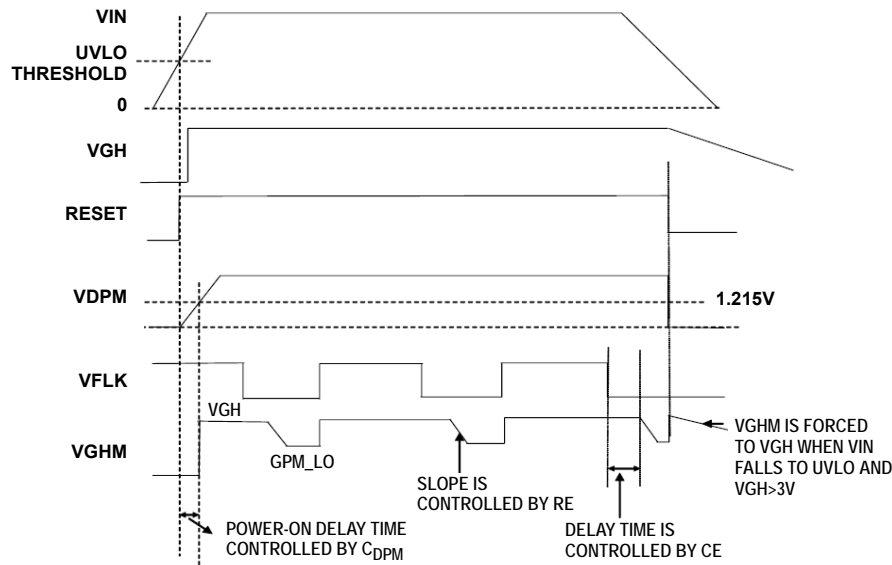 VIN
UVLO
THRESHOLD
0
VGH
RESET
VDPM
1.215V
VFLK
VGH
VGHM
GPM_LO
SLOPE IS
CONTROLLED BY RE
VGHM IS FORCED
TO VGH WHEN VIN
FALLS TO UVLO AND
VGH>3V
POWER-ON DELAY TIME
CONTROLLED BY CDPM
DELAY TIME IS
CONTROLLED BY CE